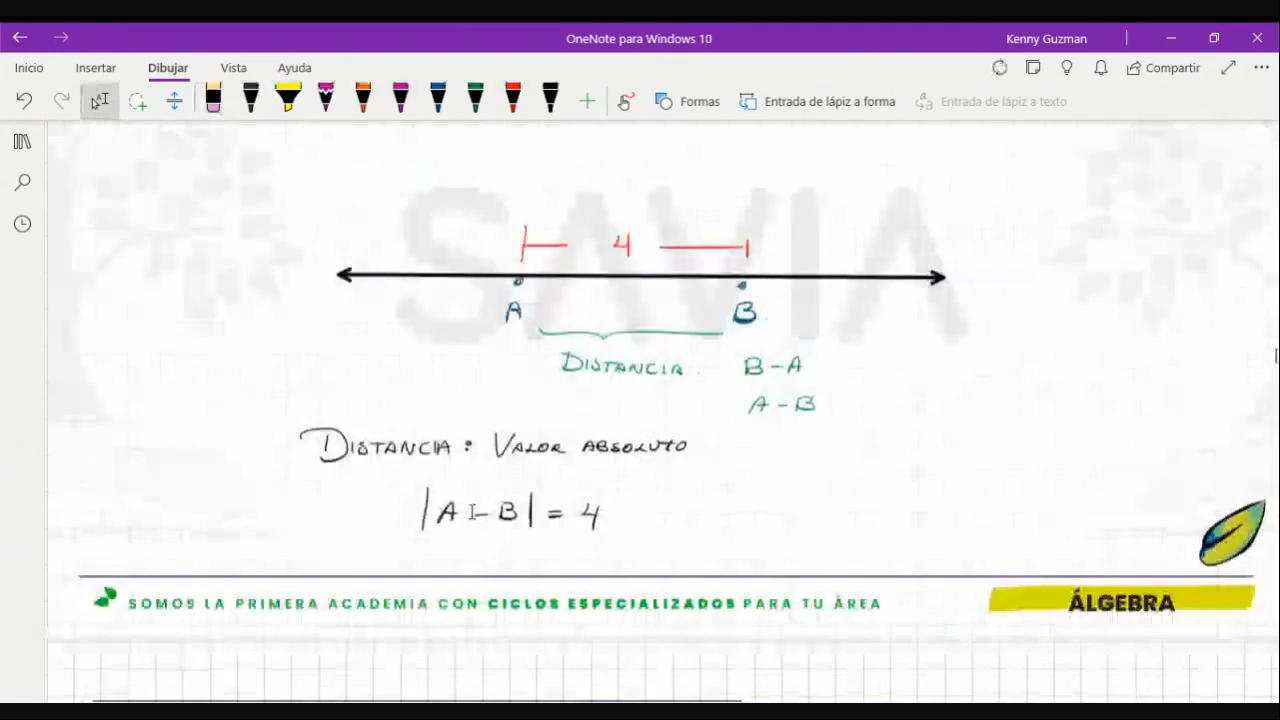 OneNote para Windows 10
Kenny Guzman
Inicio Insertar Dibujar Vista Ayuda
Compartir
Formas Entrada de lápiz a forma Entrada de lápiz a texto
SAVIA
4
A B
DISTANCIA B-A
A-B
DISTANCIA: VALOR ABSOLUTO
|A-B| = 4
SOMOS LA PRIMERA ACADEMIA CON CICLOS ESPECIALIZADOS PARA TU ÁREA
ÁLGEBRA